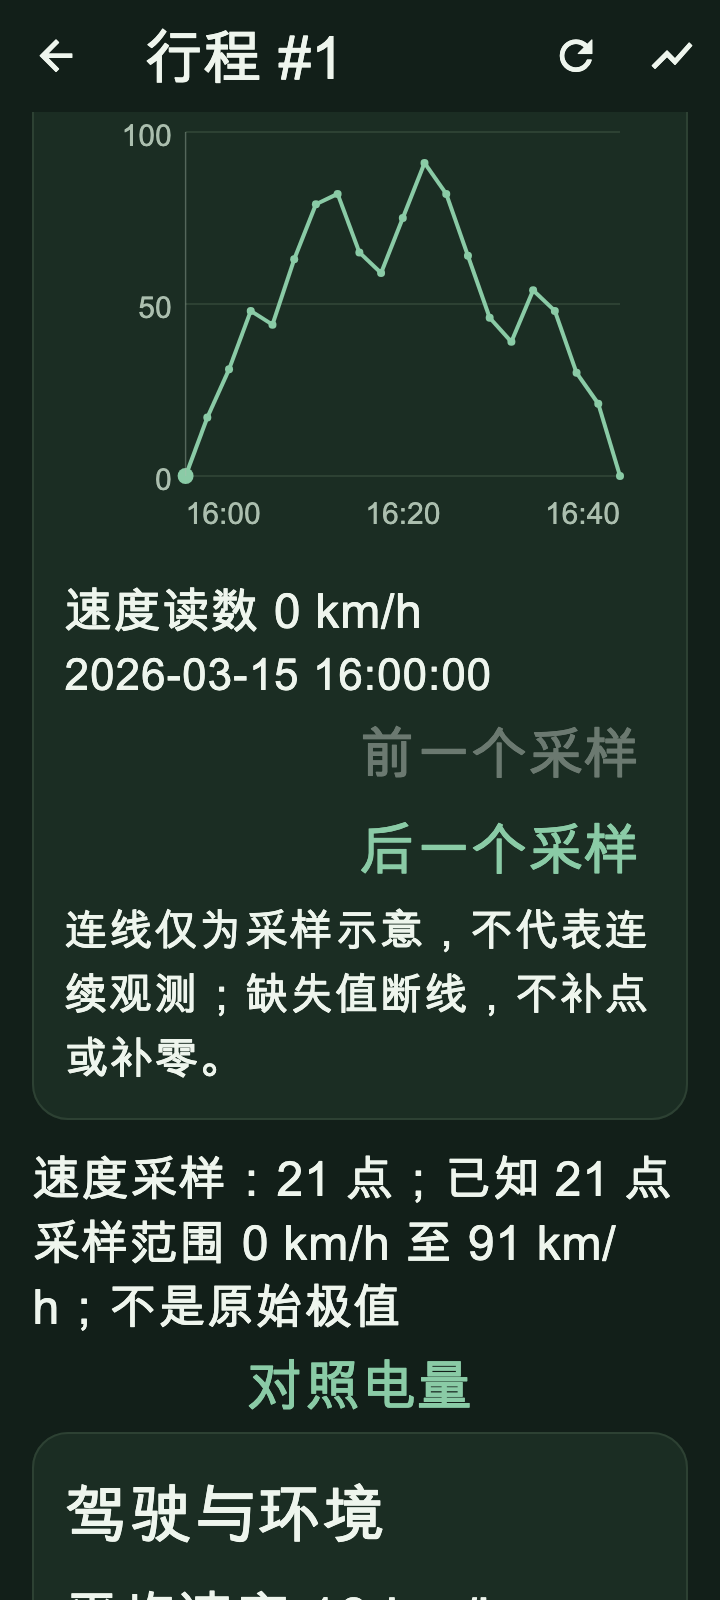 行程 #1
100
50
0
16:00 16:20 16:40
速度读数 0 km/h
2026-03-15 16:00:00
前一个采样
后一个采样
连线仅为采样示意，不代表连
续观测；缺失值断线，不补点
或补零。
速度采样：21 点；已知 21 点
采样范围 0 km/h 至 91 km/
h；不是原始极值
对照电量
驾驶与环境